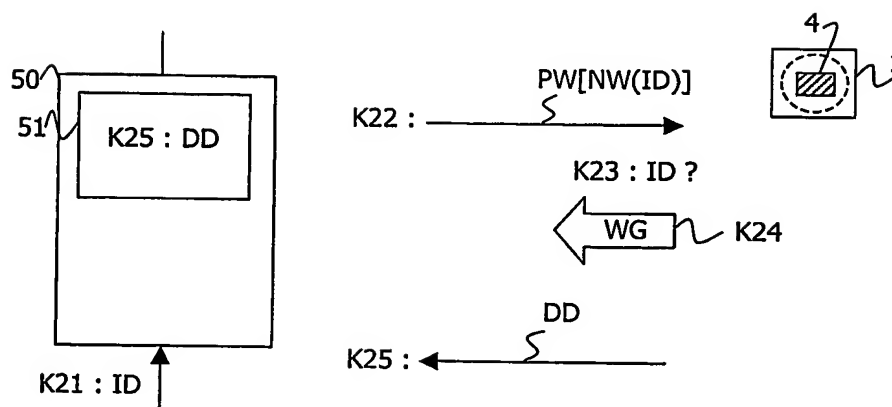 4
50
51
K25 : DD
PW[NW(ID)]
K22 :
K23 : ID ?
WG
K24
DD
K25 :
K21 : ID